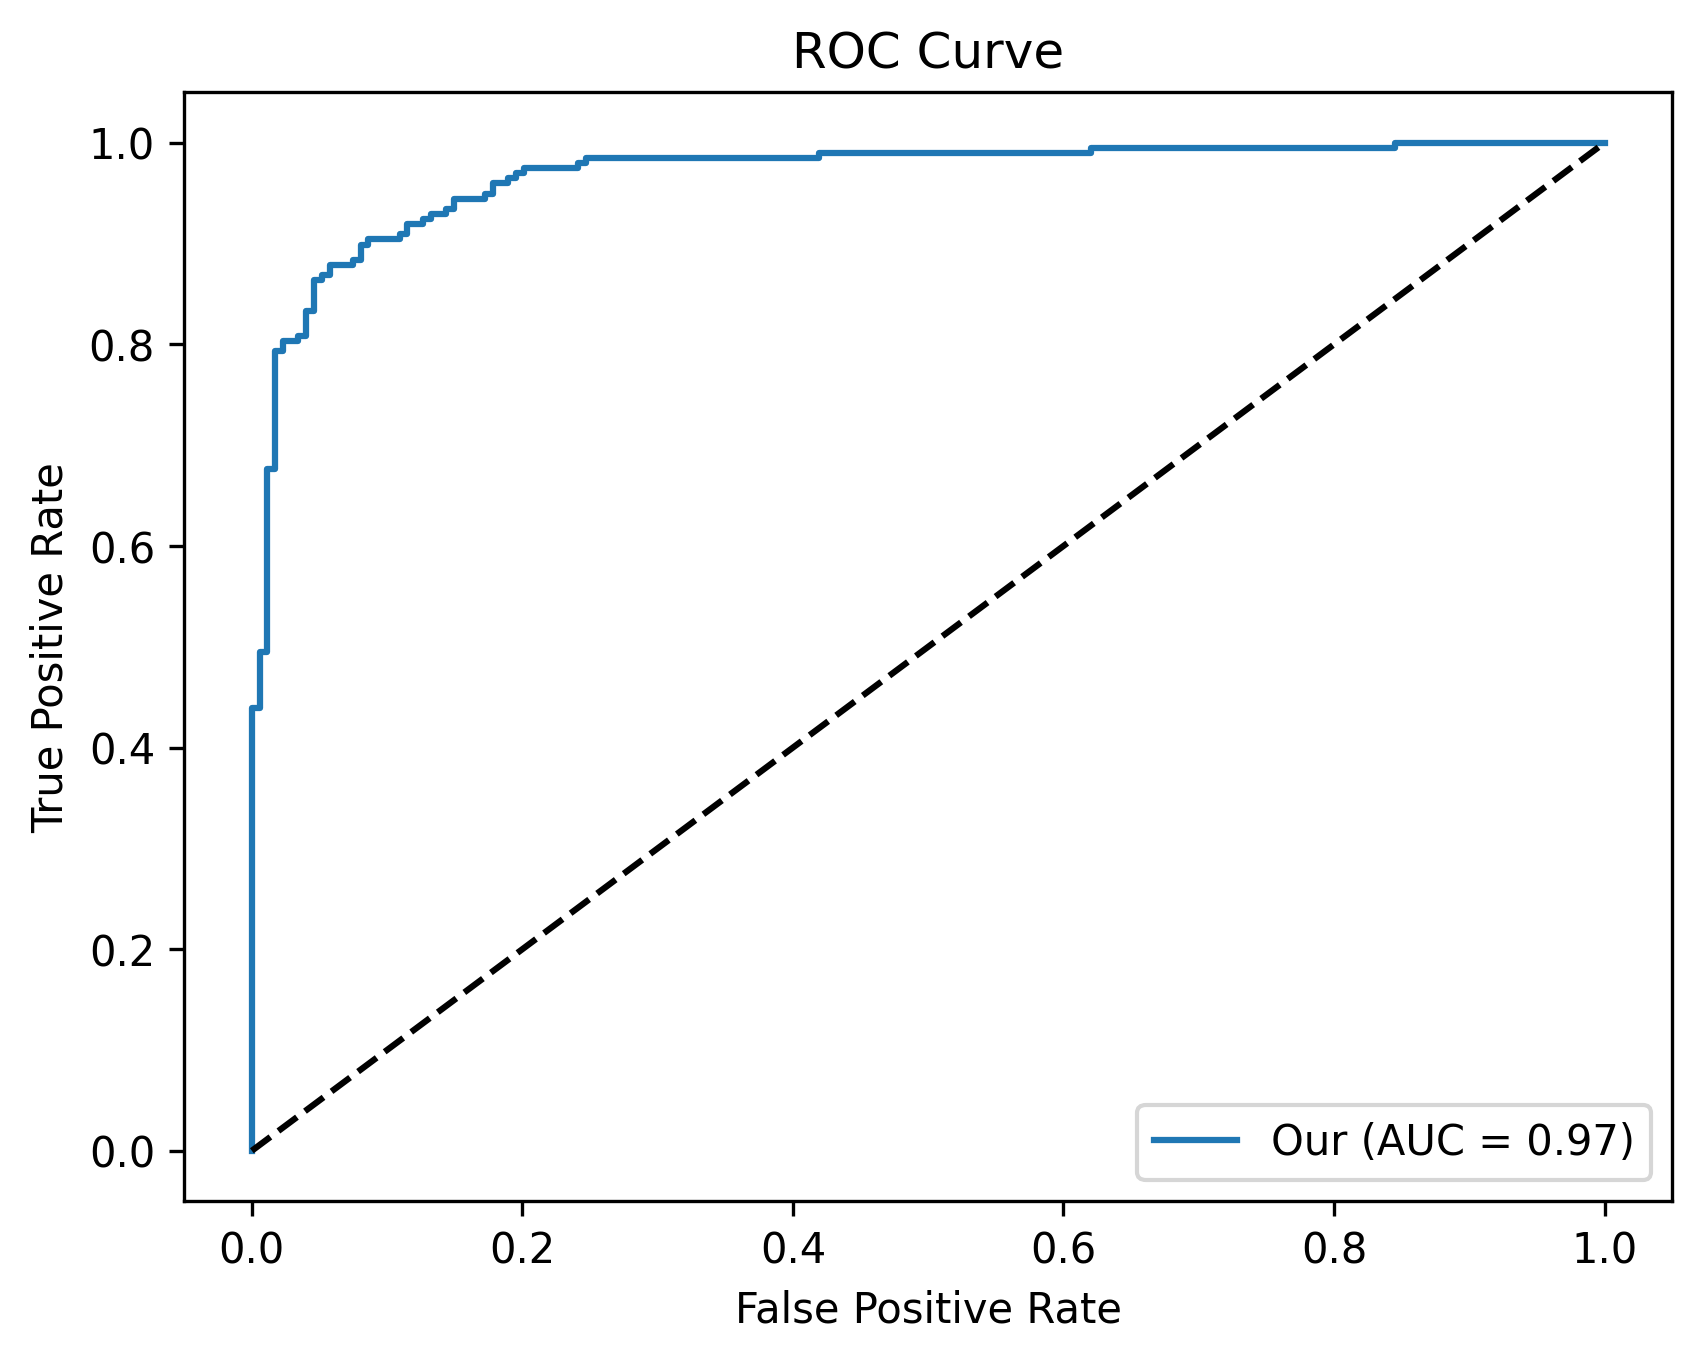 ROC Curve
1.0
0.8
0.6
0.4
0.2
0.0
True Positive Rate
Our (AUC = 0.97)
0.0 0.2 0.4 0.6 0.8 1.0
False Positive Rate